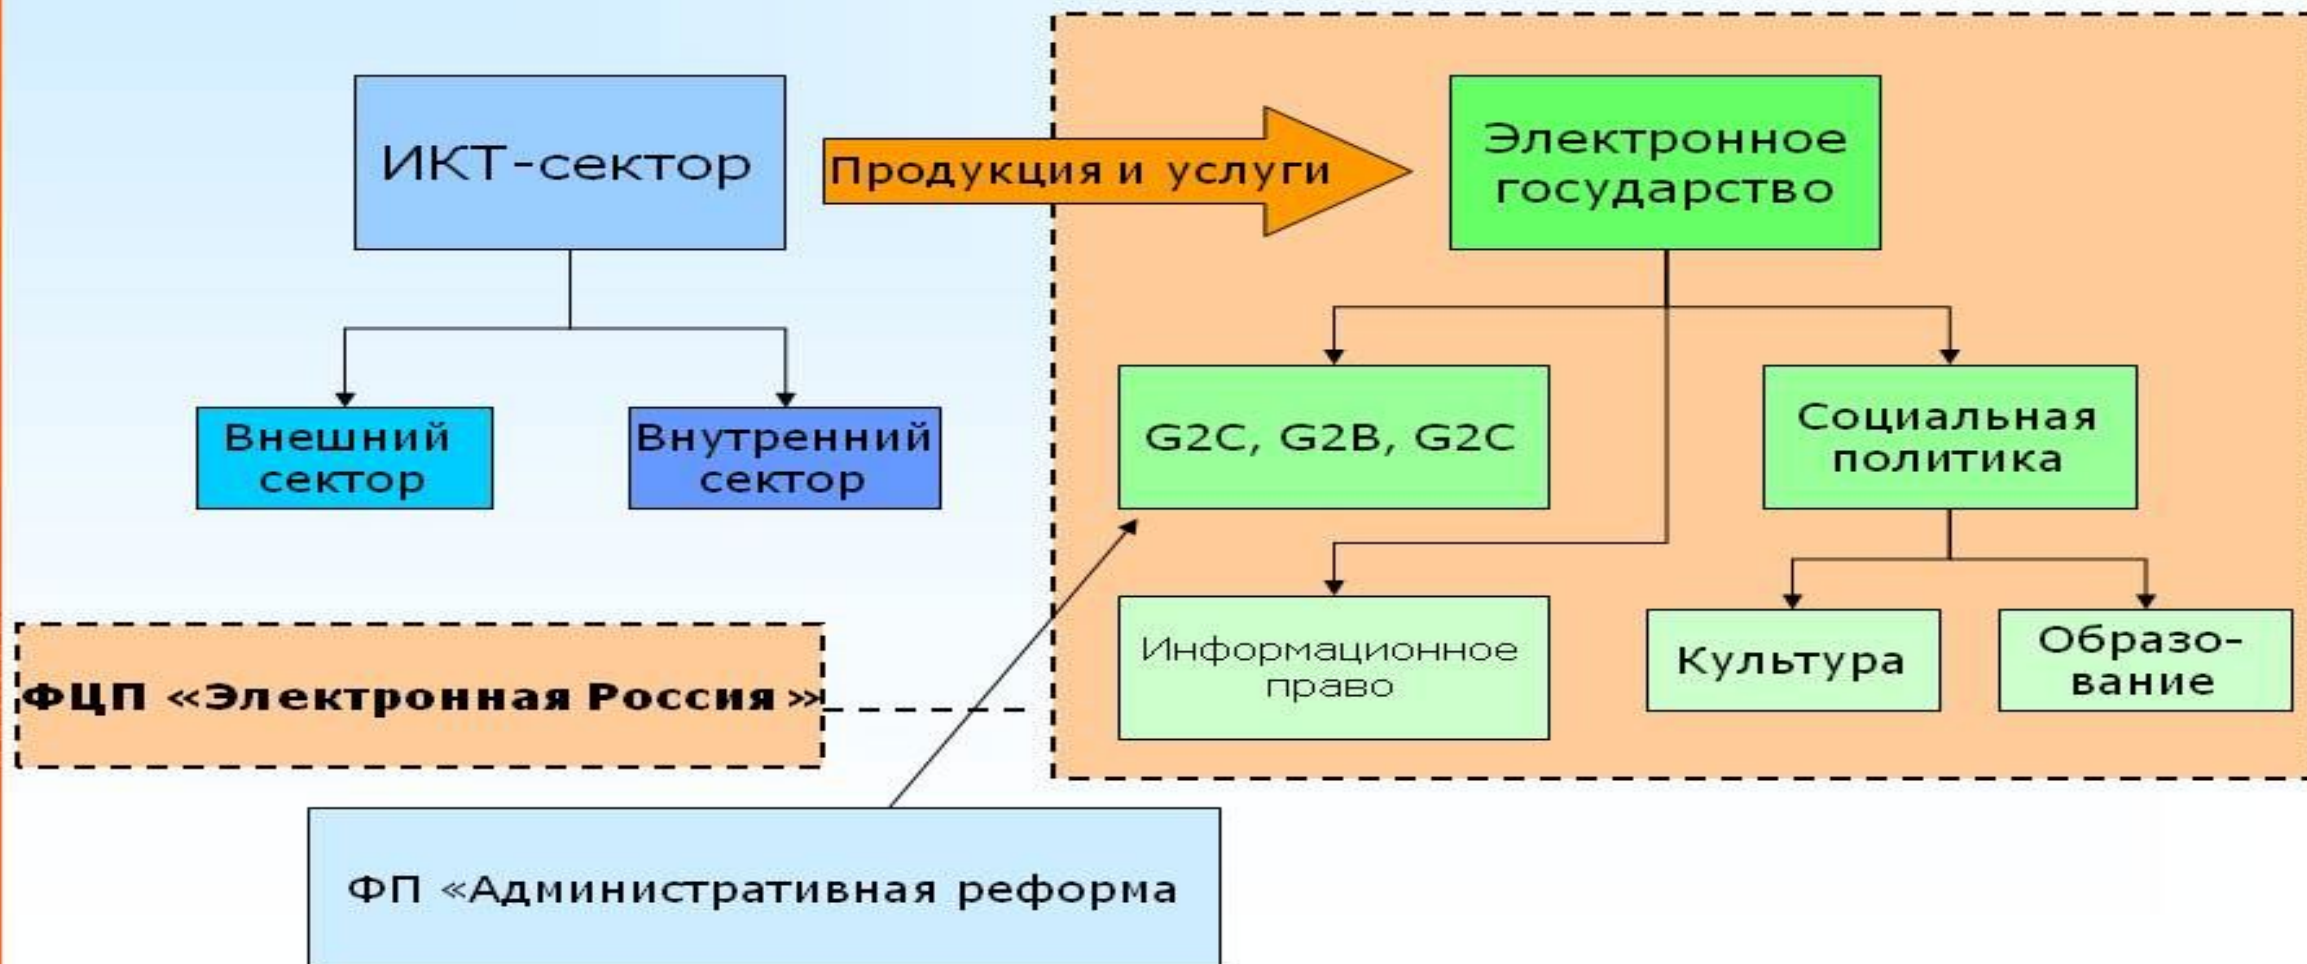 ИКТ-сектор
Продукция и услуги
Электронное
государство
Внешний
сектор
Внутренний
сектор
G2C, G2B, G2C
Социальная
политика
Информационное
право
Культура
Образо-
вание
ФЦП «Электронная Россия »
ФП «Административная реформа